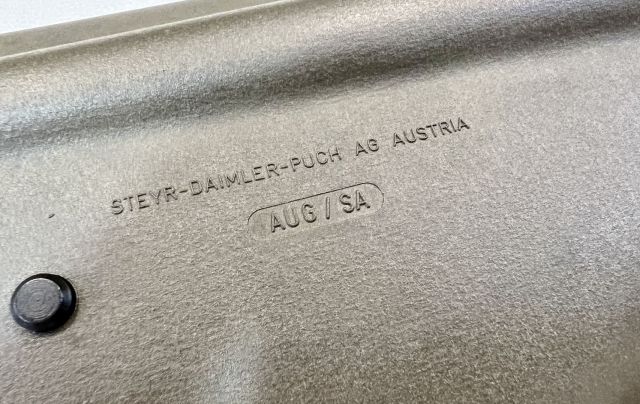 STEYR-DAIMLER-PUCH AG AUSTRIA
AUG / SA